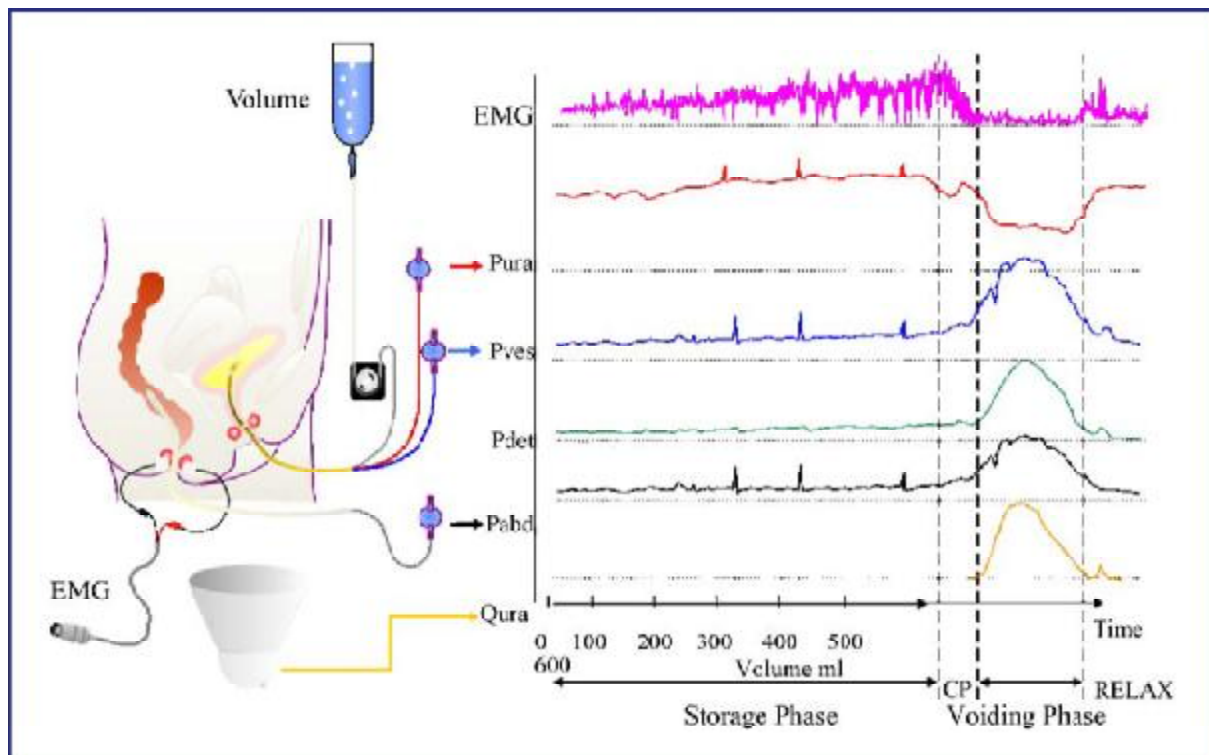 Volume
EMG
Pura
Pves
Pdet
Pabd
EMG
Qura
Time
0 100 200 300 400 500
600
Volume ml
CP
RELAX
Storage Phase
Voiding Phase